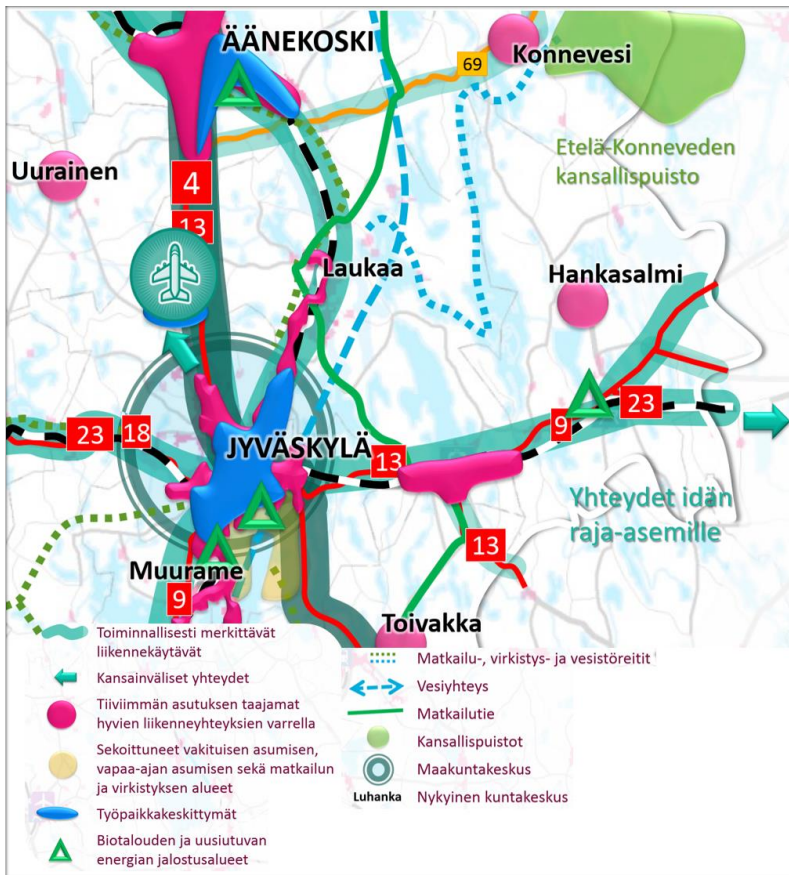 ÄÄNEKOSKI
Konnevesi
69
Etelä-Konneveden
kansallispuisto
Uurainen
4
13
Laukaa
Hankasalmi
23
18
JYVÄSKYLÄ
13
9
23
Yhteydet idän
raja-asemille
13
Muurame
9
Toivakka
Toiminnallisesti merkittävät
liikennekäytävät
Kansainväliset yhteydet
Tiiviimmän asutuksen taajamat
hyvien liikenneyhteyksien varrella
Sekoittuneet vakituisen asumisen,
vapaa-ajan asumisen sekä matkailun
ja virkistyksen alueet
Työpaikkakeskittymät
Biotalouden ja uusiutuvan
energian jalostusalueet
Matkailu-, virkistys- ja vesistöreitit
Vesiyhteys
Matkailutie
Kansallispuistot
Maakuntakeskus
Luhanka Nykyinen kuntakeskus